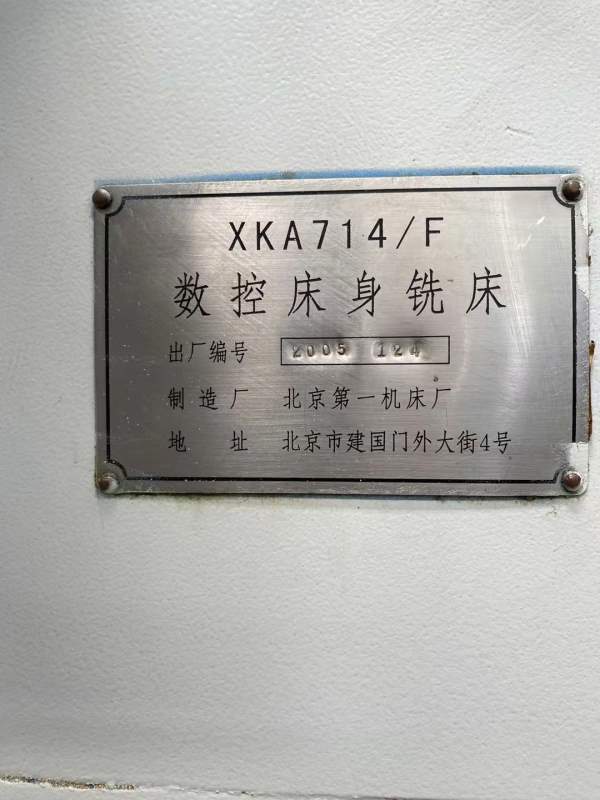 XKA714/F
数控床身铣床
出厂编号 2005 124
制造厂 北京第一机床厂
地址 北京市建国门外大街4号